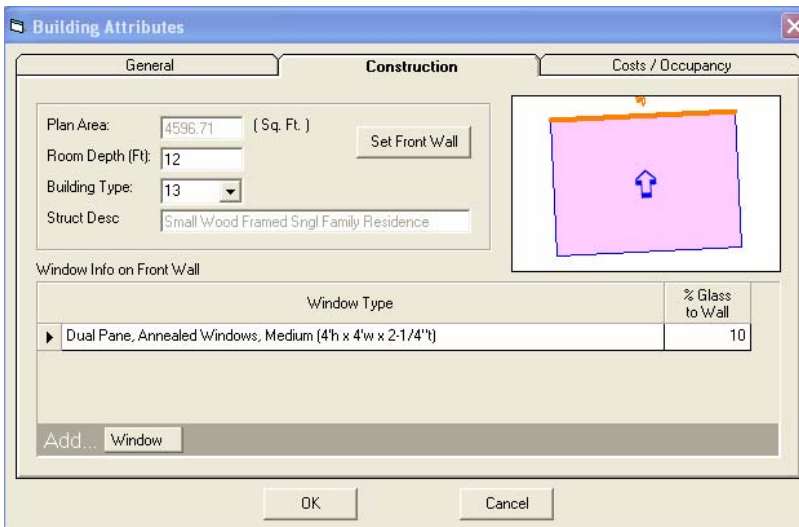 Building Attributes
General
Construction
Costs / Occupancy
Plan Area: 4596.71 ( Sq. Ft. )
Room Depth (Ft): 12
Set Front Wall
Building Type: 13
Struct Desc Small Wood Framed Sngl Family Residence
Window Info on Front Wall
Window Type
% Glass
to Wall
Dual Pane, Annealed Windows, Medium (4'h x 4'w x 2-1/4"t)
10
Add... Window
OK
Cancel